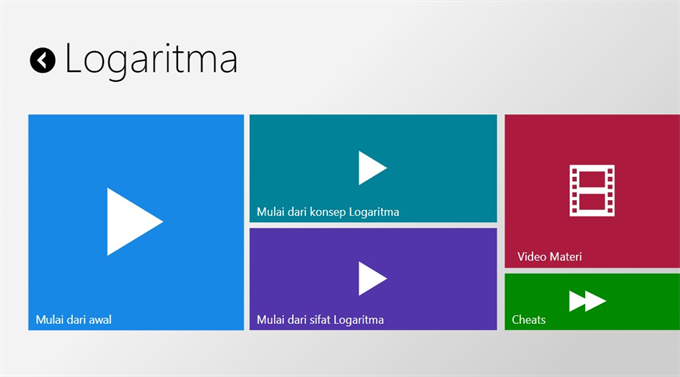 Logaritma
Mulai dari awal
Mulai dari konsep Logaritma
Mulai dari sifat Logaritma
Video Materi
Cheats